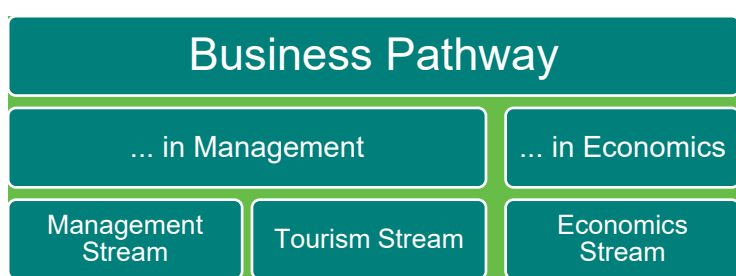 Business Pathway
... in Management
... in Economics
Management
Stream
Tourism Stream
Economics
Stream